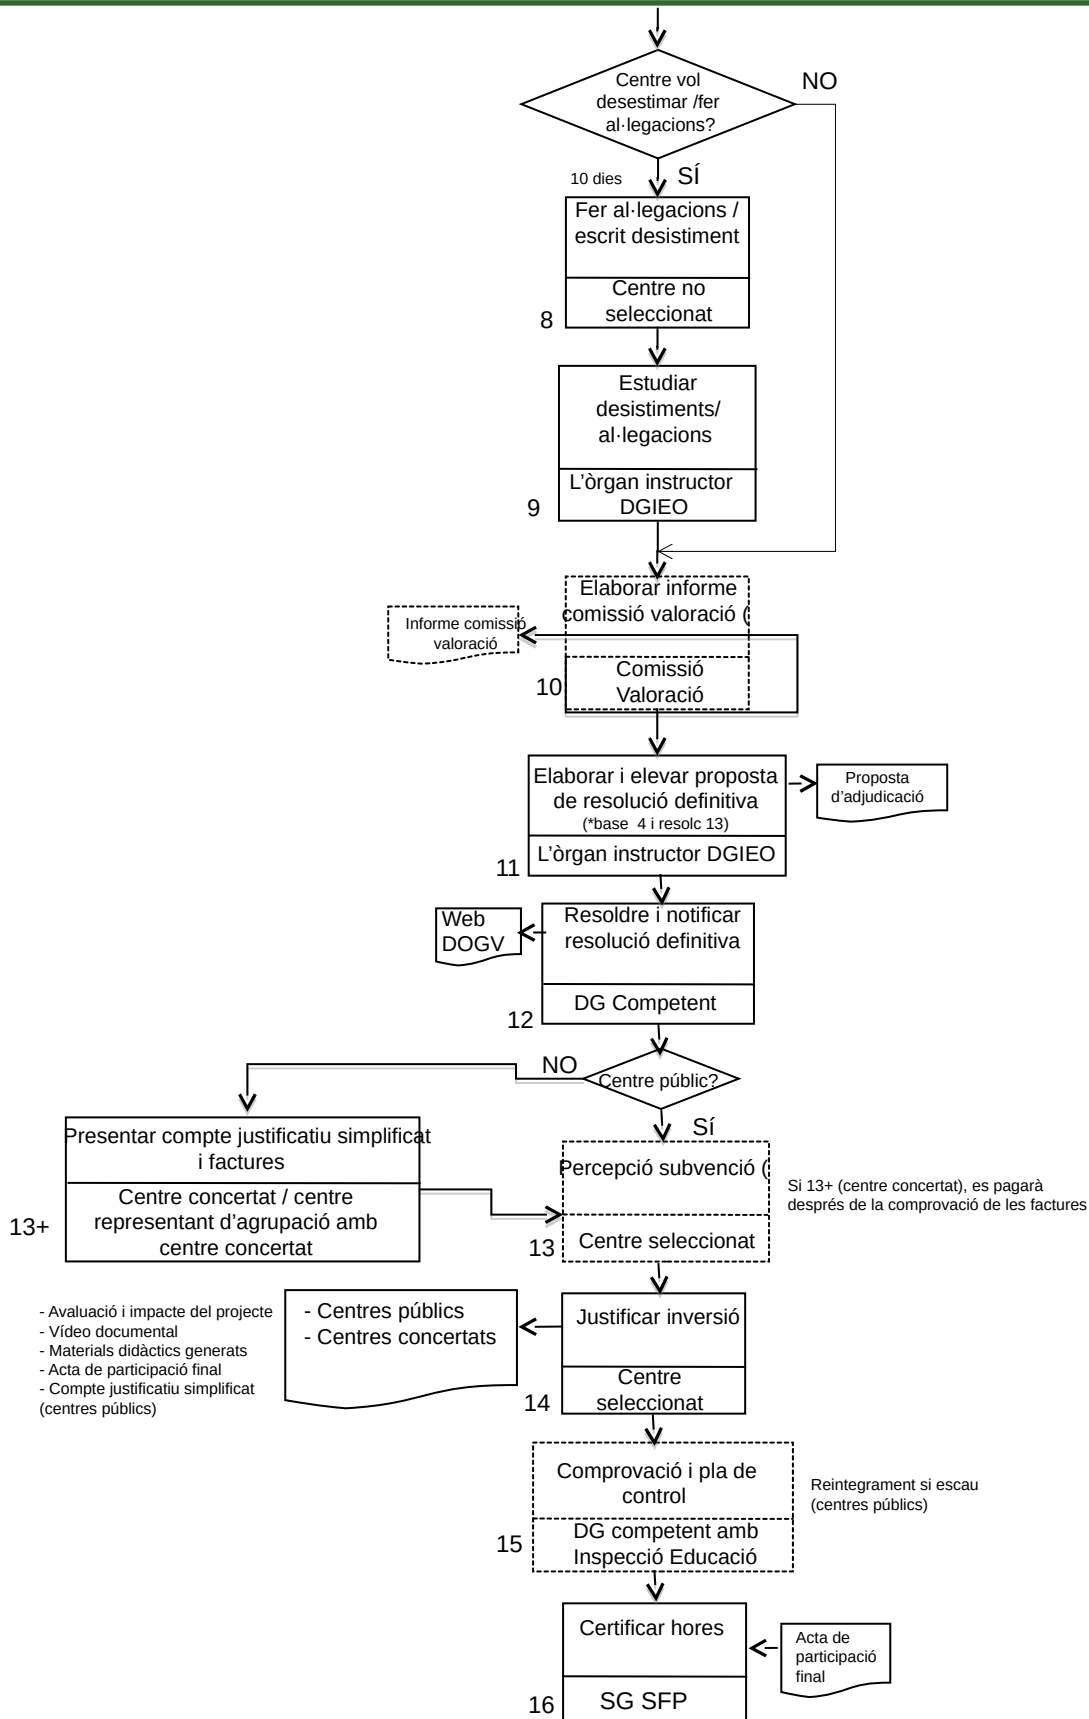 Centre vol
desestimar /fer
al·legacions?
NO
10 dies
SÍ
Fer al·legacions /
escrit desistiment
Centre no
seleccionat
8
Estudiar
desistiments/
al·legacions
L'òrgan instructor
DGIEO
9
Elaborar informe
comissió valoració (
Informe comissió
valoració
Comissió
Valoració
10
Elaborar i elevar proposta
de resolució definitiva
(*base 4 i resolc 13)
L'òrgan instructor DGIEO
11
Proposta
d'adjudicació
Resoldre i notificar
resolució definitiva
Web
DOGV
DG Competent
12
NO
Centre públic?
Sí
Presentar compte justificatiu simplificat
i factures
Centre concertat / centre
representant d'agrupació amb
centre concertat
13+
Percepció subvenció (
Centre seleccionat
13
Si 13+ (centre concertat), es pagarà
després de la comprovació de les factures
- Avaluació i impacte del projecte
- Vídeo documental
- Materials didàctics generats
- Acta de participació final
- Compte justificatiu simplificat
(centres públics)
- Centres públics
- Centres concertats
Justificar inversió
Centre
seleccionat
14
Comprovació i pla de
control
DG competent amb
Inspecció Educació
15
Reintegrament si escau
(centres públics)
Certificar hores
SG SFP
16
Acta de
participació
final